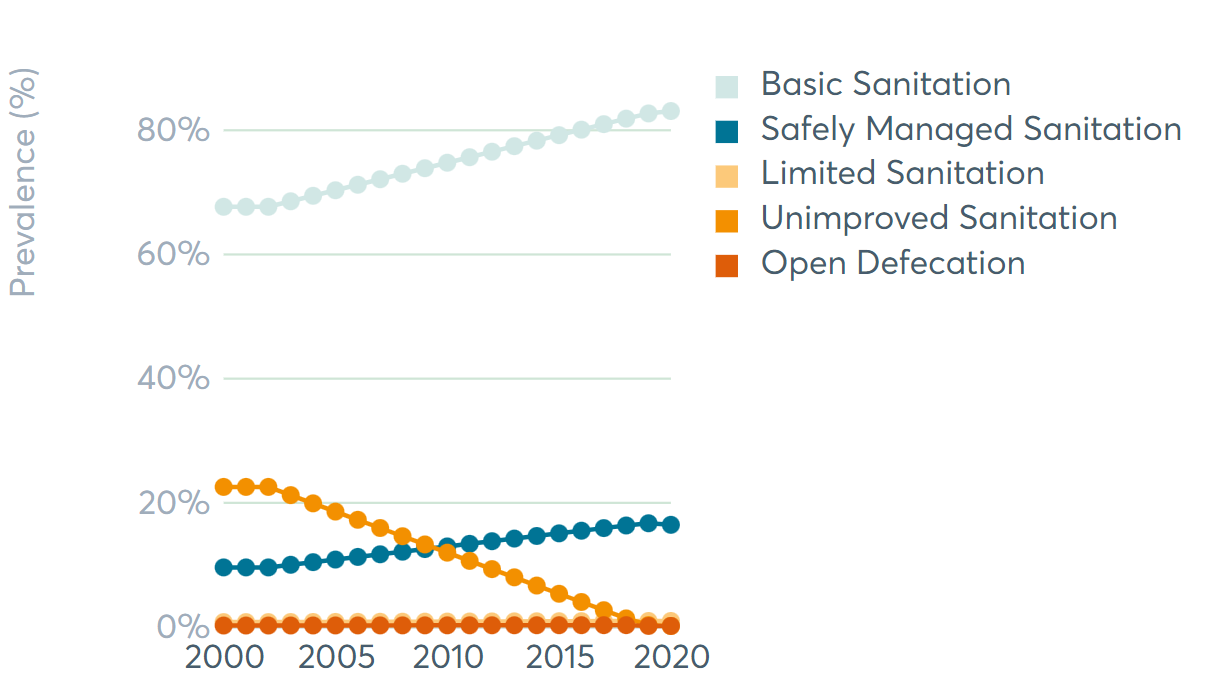 Prevalence (%)
80%
60%
40%
20%
0%
2000 2005 2010 2015 2020
Basic Sanitation
Safely Managed Sanitation
Limited Sanitation
Unimproved Sanitation
Open Defecation